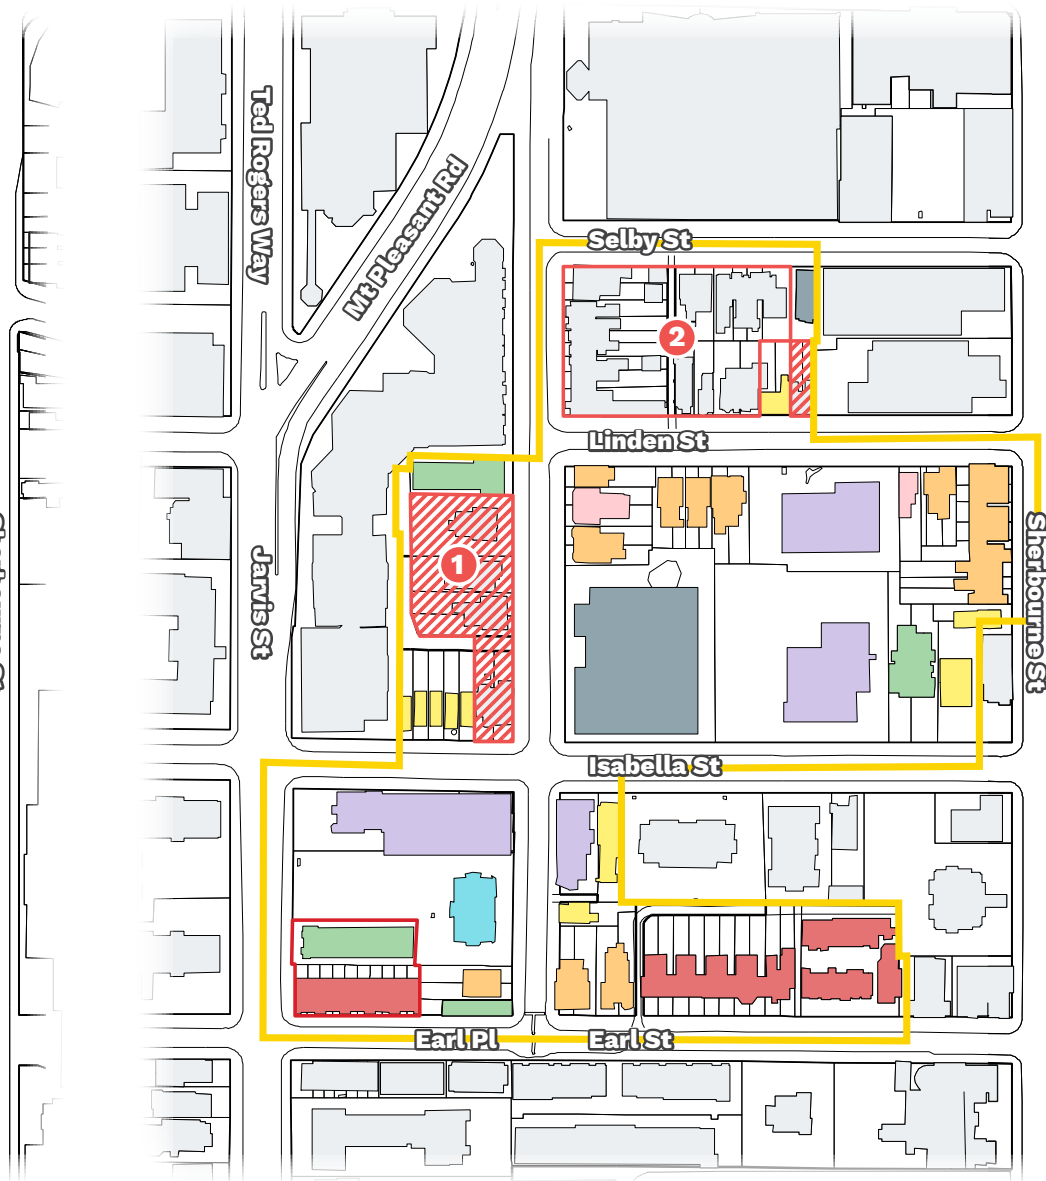 Ted Rogers Way
Mt Pleasant Rd
Selby St
2
Linden St
1
Jarvis St
Sherbourne St
Isabella St
Earl Pl
Earl St